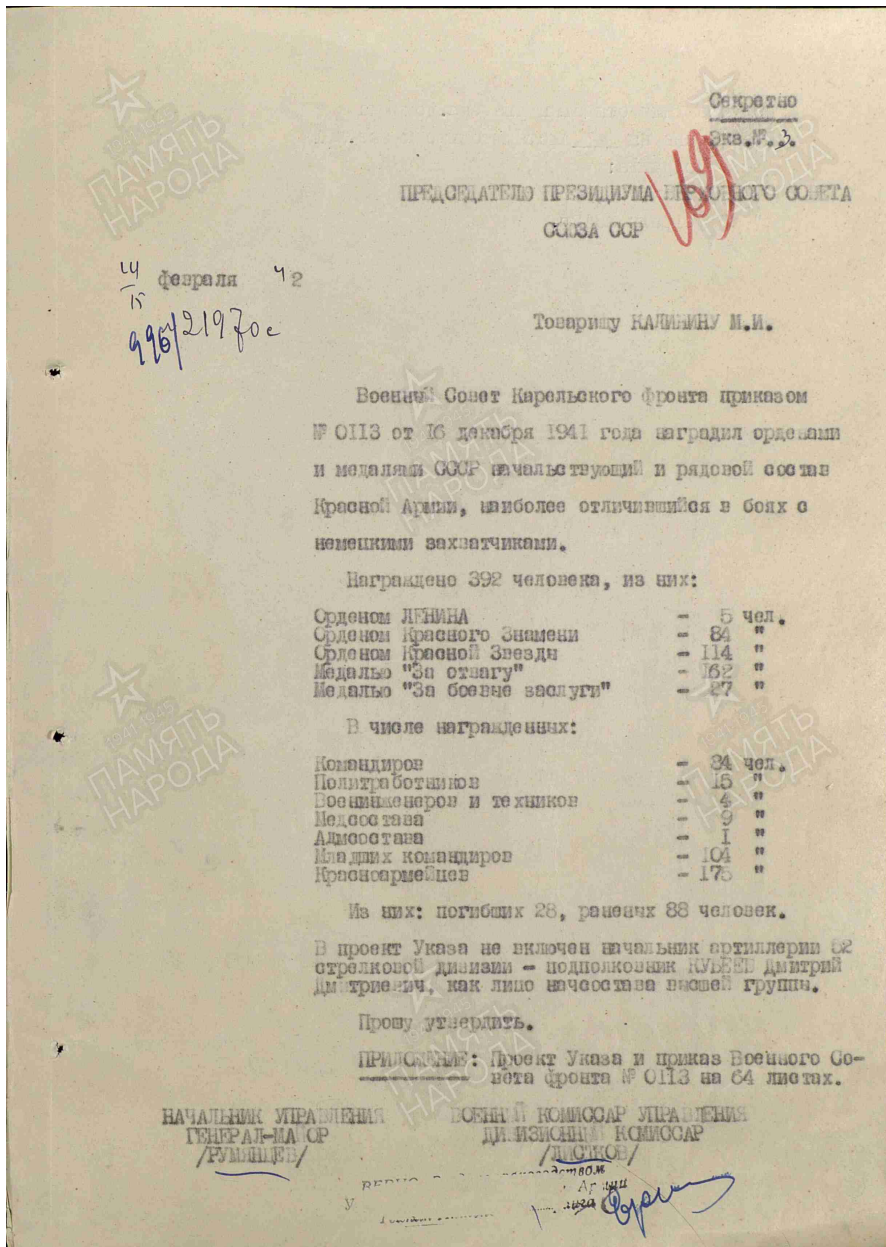 Секретно
Экз.№ 3.
69
ПРЕДСЕДАТЕЛЮ ПРЕЗИДИУМА ВЕРХОВНОГО СОВЕТА
СОЮЗА ССР
14/15 февраля 42
Товарищу КАЛИНИНУ М.И.
Военный Совет Карельского фронта приказом
№ 0113 от 16 декабря 1941 года наградил орденами
и медалями СССР начальствующий и рядовой состав
Красной Армии, наиболее отличившийся в боях с
немецкими захватчиками.
Награждено 392 человека, из них:
Орденом ЛЕНИНА - 5 чел.
Орденом Красного Знамени - 84 "
Орденом Красной Звезды - 114 "
Медалью "За отвагу" - 162 "
Медалью "За боевые заслуги" - 27 "
В числе награжденных:
Командиров - 84 чел.
Политработников - 15 "
Военинженеров и техников - 4 "
Медсостава - 9 "
Адмсостава - 1 "
Младших командиров - 104 "
Красноармейцев - 175 "
Из них: погибших 28, раненых 88 человек.
В проект Указа не включен начальник артиллерии
стрелковой дивизии - подполковник Дмитрий
Дмитриевич, как лицо начсостава высшей группы.
Прошу утвердить.
ПРИЛОЖЕНИЕ: Проект Указа и приказ Военного Со-
вета фронта № 0113 на 64 листах.
НАЧАЛЬНИК УПРАВЛЕНИЯ ВОЕННЫЙ КОМИССАР УПРАВЛЕНИЯ
ГЕНЕРАЛ-МАЙОР ДИВИЗИОННЫЙ КОМИССАР
/РУМЯНЦЕВ/ /ЛИСТКОВ/
ПАМЯТЬ
НАРОДА
1941-1945